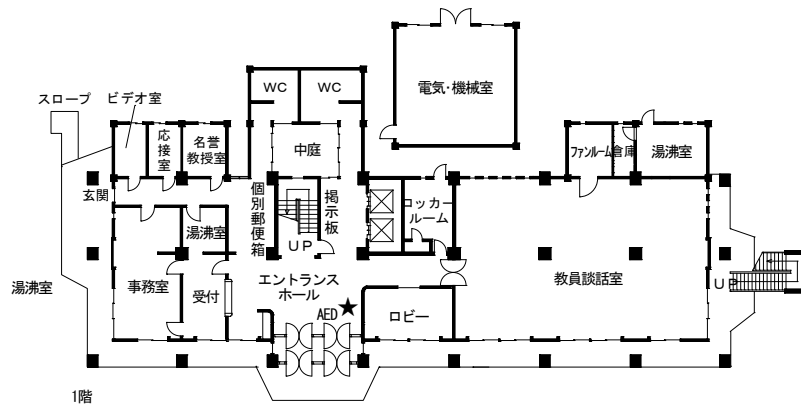 電気・機械室
WC
WC
スロープ
ビデオ室
応接室
名誉
教授室
中庭
ファンルーム
倉庫
湯沸室
玄関
個別郵便箱
掲示板
ロッカー
ルーム
湯沸室
UP
エントランス
ホール
教員談話室
UP
湯沸室
事務室
受付
AED
★
ロビー
1階